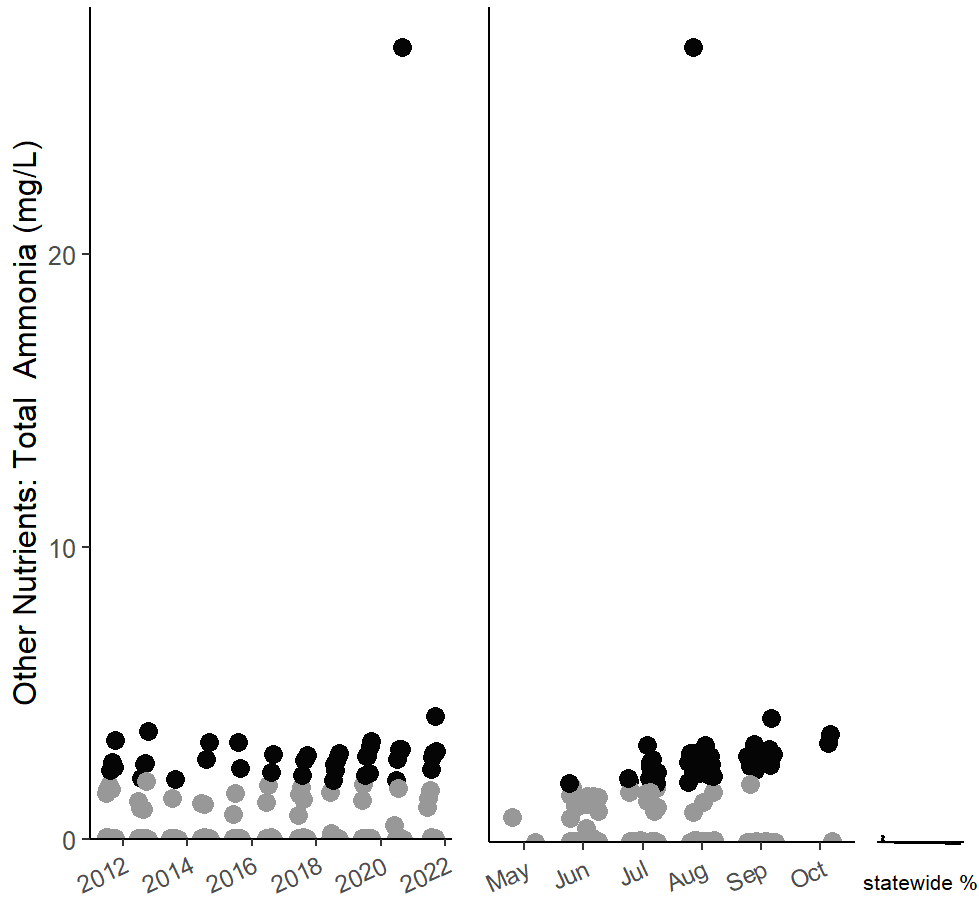 Other Nutrients: Total  Ammonia (mg/L)
20
10
0
2012 2014 2016 2018 2020 2022
May Jun Jul Aug Sep Oct
statewide %